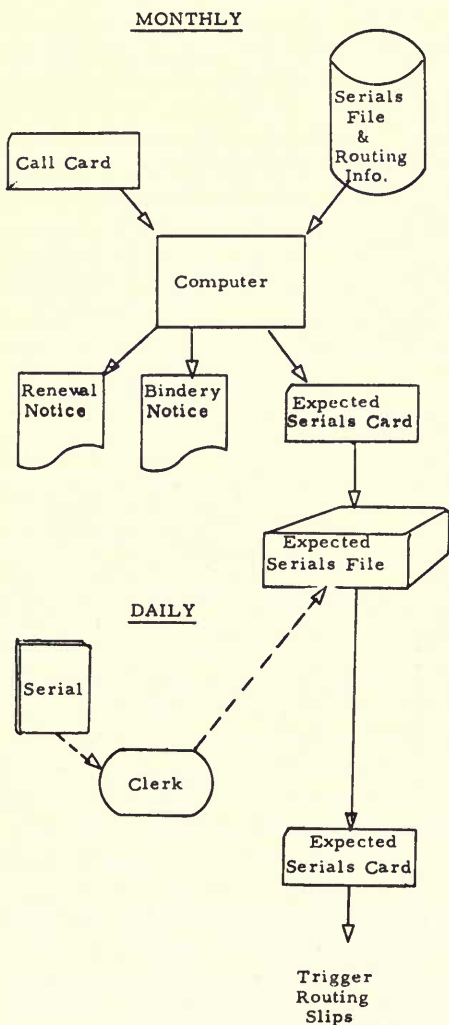 MONTHLY
Serials
File
&
Routing
Info.
Call Card
Computer
Renewal
Notice
Bindery
Notice
Expected
Serials Card
Expected
Serials File
DAILY
Serial
Clerk
Expected
Serials Card
Trigger
Routing
Slips